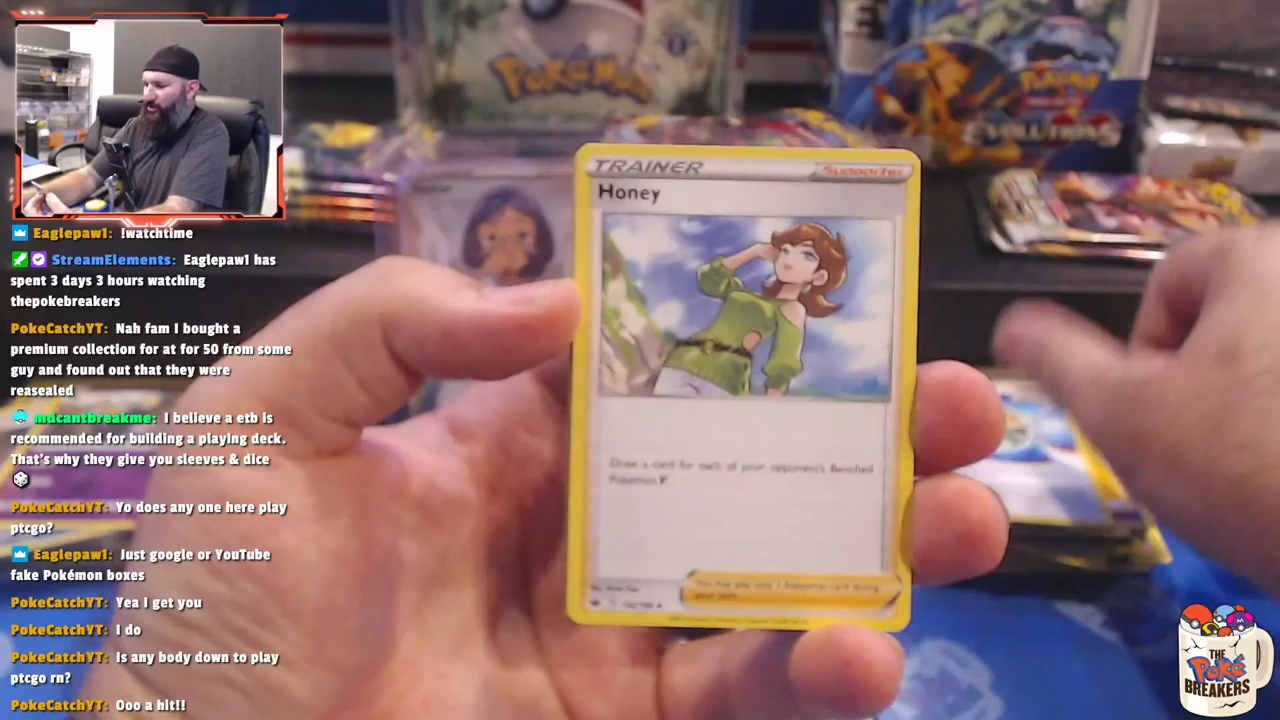 Eaglepaw1: !watchtime
StreamElements: Eaglepaw1 has
spent 3 days 3 hours watching
thepokebreakers
PokeCatchYT: Nah fam I bought a
premium collection for at for 50 from some
guy and found out that they were
reasealed
mdcantbreakme: I believe a etb is
recommended for building a playing deck.
That's why they give you sleeves & dice
PokeCatchYT: Yo does any one here play
ptcgo?
Eaglepaw1: Just google or YouTube
fake Pokémon boxes
PokeCatchYT: Yea I get you
PokeCatchYT: I do
PokeCatchYT: Is any body down to play
ptcgo rn?
PokeCatchYT: Ooo a hit!!
POKéMON
POKéMON
EVOLUTIONS
TRAINER
Supporter
Honey
Draw a card for each of your opponent's Benched
Pokémon V
You may play only 1 Supporter card during
your turn.
THE
Poké
BREAKERS